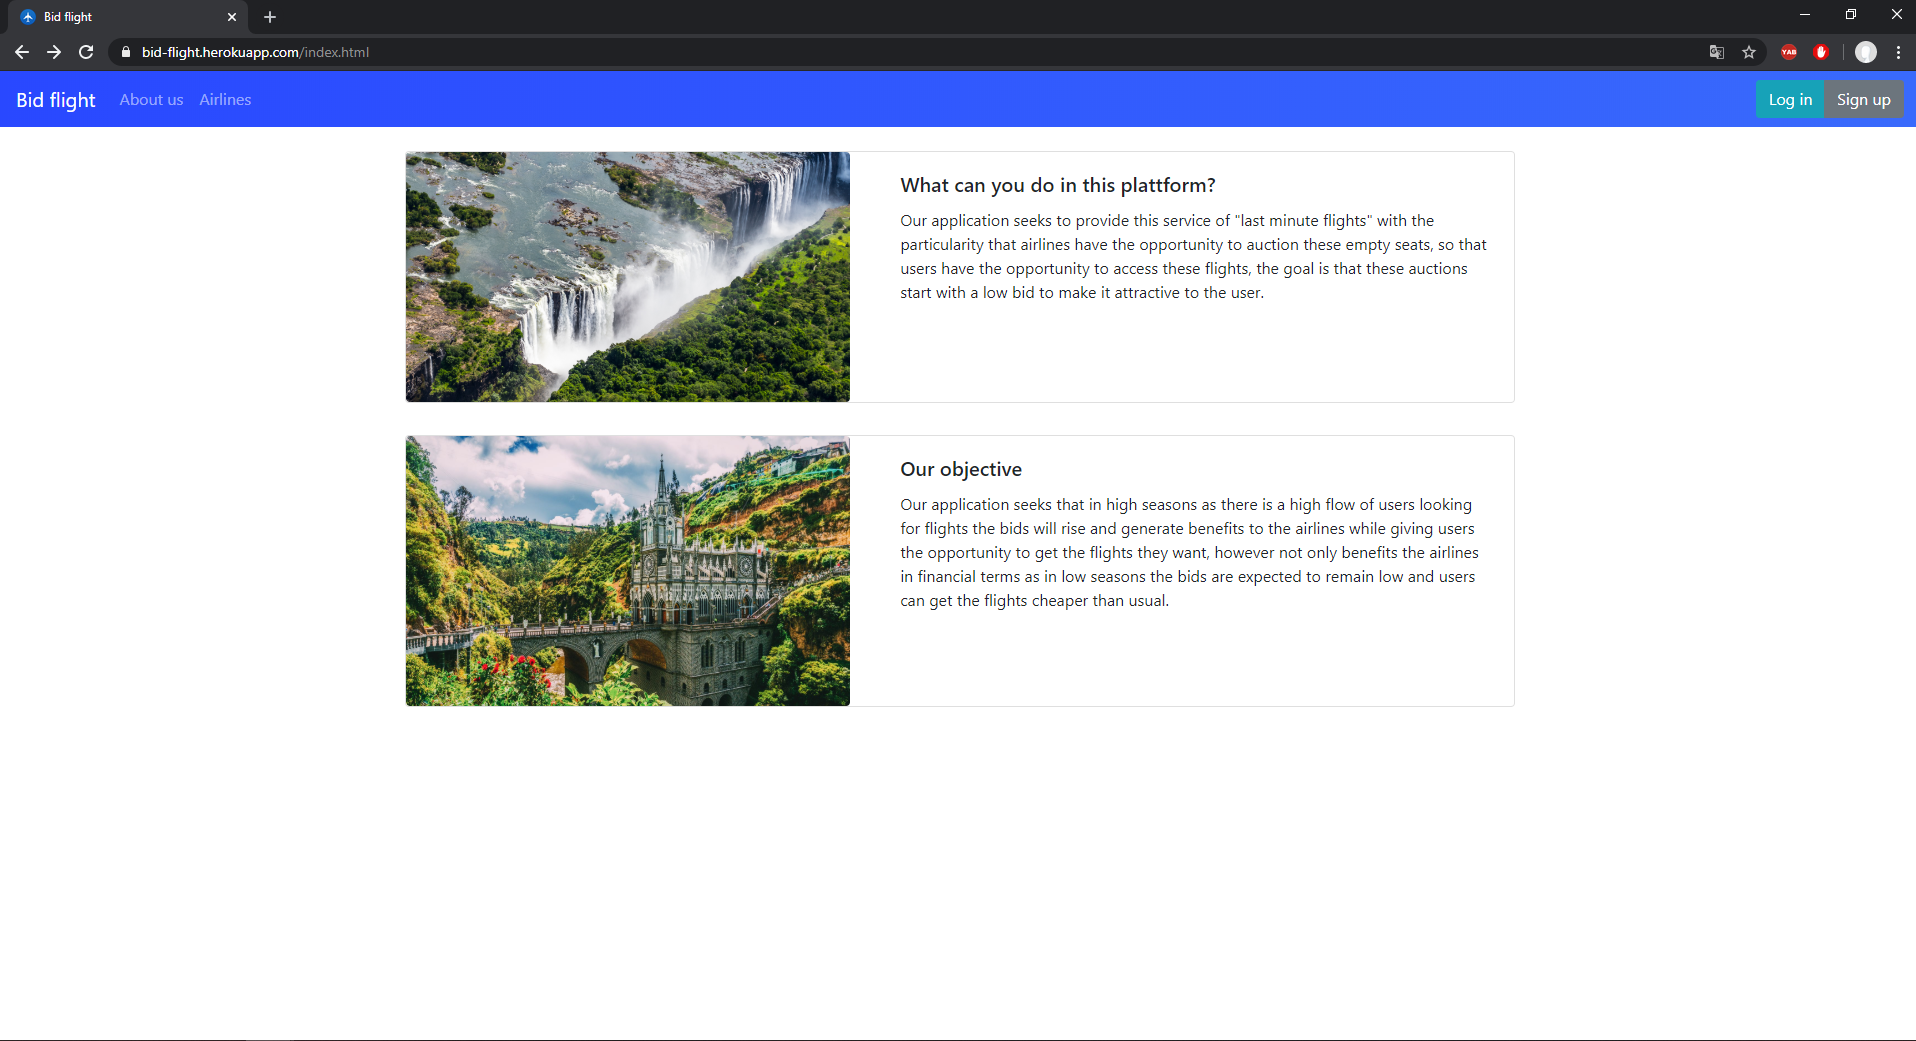 Bid flight
bid-flight.herokuapp.com/index.html
YAB
Bid flight About us Airlines Log in Sign up
What can you do in this plattform?
Our application seeks to provide this service of "last minute flights" with the
particularity that airlines have the opportunity to auction these empty seats, so that
users have the opportunity to access these flights, the goal is that these auctions
start with a low bid to make it attractive to the user.
Our objective
Our application seeks that in high seasons as there is a high flow of users looking
for flights the bids will rise and generate benefits to the airlines while giving users
the opportunity to get the flights they want, however not only benefits the airlines
in financial terms as in low seasons the bids are expected to remain low and users
can get the flights cheaper than usual.